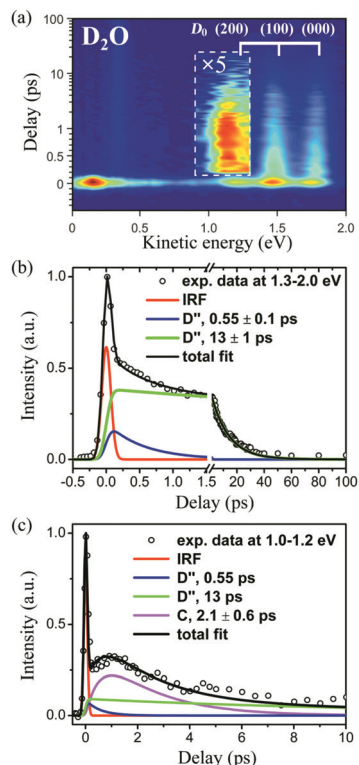 (a)
D₂O
D₀ (200) (100) (000)
×5
100
10
1
0
Delay (ps)
0 0.5 1.0 1.5 2.0
Kinetic energy (eV)
(b)
1.0
0.5
0.0
Intensity (a.u.)
exp. data at 1.3-2.0 eV
IRF
D", 0.55 ± 0.1 ps
D", 13 ± 1 ps
total fit
-0.5 0.0 0.5 1.0 1.5 20 40 60 80 100
Delay (ps)
(c)
1.0
0.5
0.0
Intensity (a.u.)
exp. data at 1.0-1.2 eV
IRF
D", 0.55 ps
D", 13 ps
C, 2.1 ± 0.6 ps
total fit
0 2 4 6 8 10
Delay (ps)